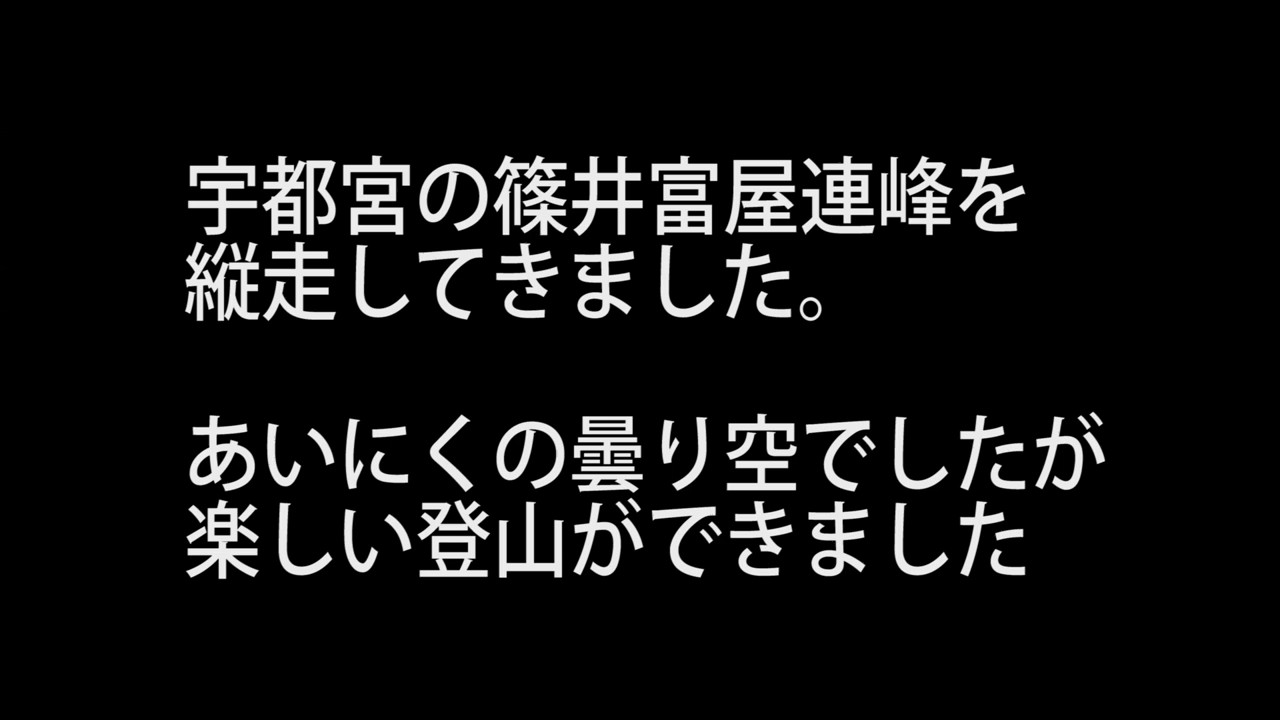 宇都宮の篠井富屋連峰を
縦走してきました。
あいにくの曇り空でしたが
楽しい登山ができました